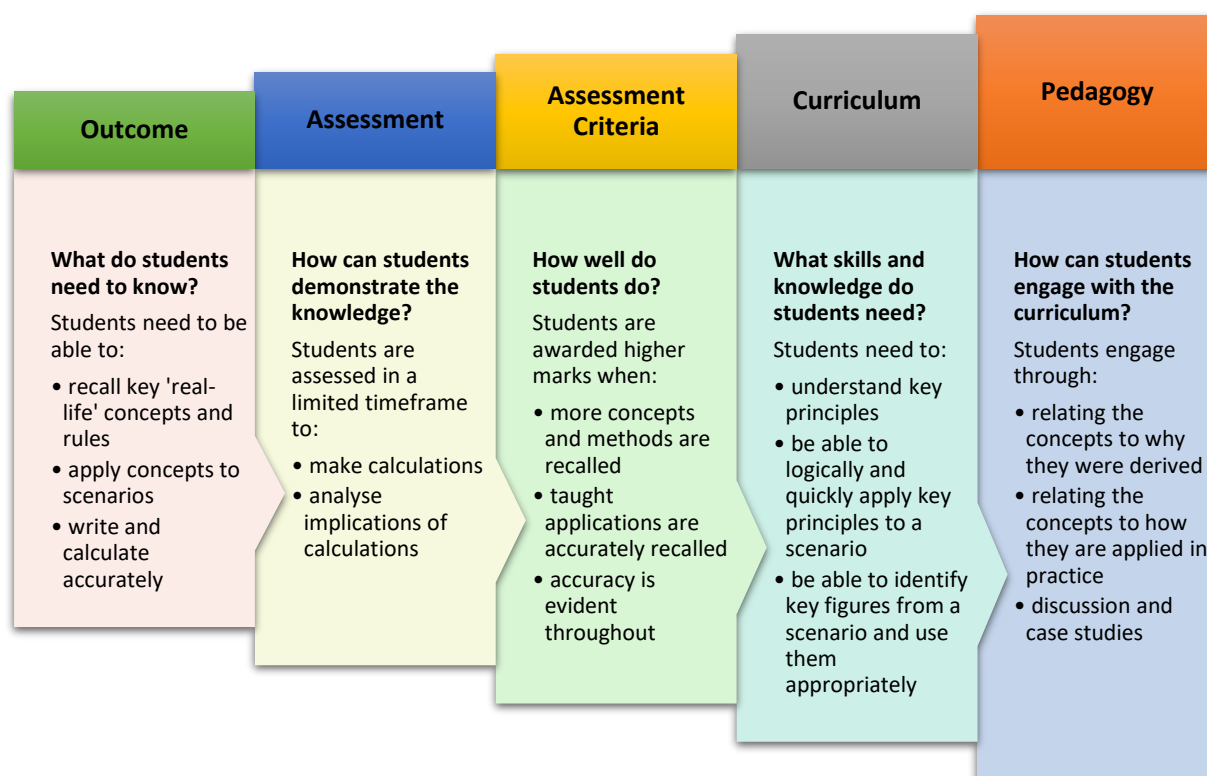 Outcome
What do students
need to know?
Students need to be
able to:
• recall key 'real-
life' concepts and
rules
• apply concepts to
scenarios
• write and
calculate
accurately
Assessment
How can students
demonstrate the
knowledge?
Students are
assessed in a
limited timeframe
to:
• make calculations
• analyse
implications of
calculations
Assessment
Criteria
How well do
students do?
Students are
awarded higher
marks when:
• more concepts
and methods are
recalled
• taught
applications are
accurately recalled
• accuracy is
evident
throughout
Curriculum
What skills and
knowledge do
students need?
Students need to:
• understand key
principles
• be able to
logically and
quickly apply key
principles to a
scenario
• be able to identify
key figures from a
scenario and use
them
appropriately
Pedagogy
How can students
engage with the
curriculum?
Students engage
through:
• relating the
concepts to why
they were derived
• relating the
concepts to how
they are applied in
practice
• discussion and
case studies